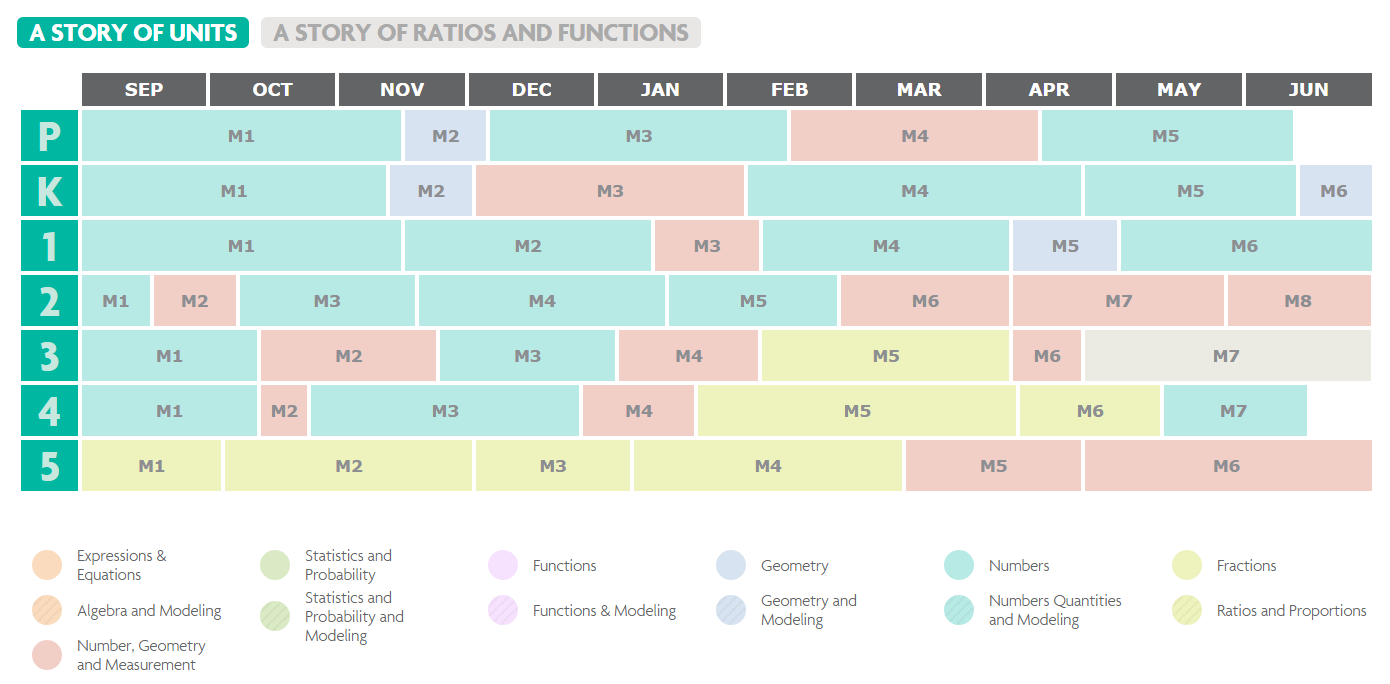 A STORY OF UNITS A STORY OF RATIOS AND FUNCTIONS
SEP OCT NOV DEC JAN FEB MAR APR MAY JUN
P M1 M2 M3 M4 M5
K M1 M2 M3 M4 M5 M6
1 M1 M2 M3 M4 M5 M6
2 M1 M2 M3 M4 M5 M6 M7 M8
3 M1 M2 M3 M4 M5 M6 M7
4 M1 M2 M3 M4 M5 M6 M7
5 M1 M2 M3 M4 M5 M6
Expressions &
Equations
Algebra and Modeling
Number, Geometry
and Measurement
Statistics and
Probability
Statistics and
Probability and
Modeling
Functions
Functions & Modeling
Geometry
Geometry and
Modeling
Numbers
Numbers Quantities
and Modeling
Fractions
Ratios and Proportions